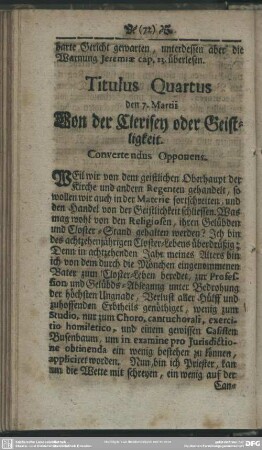 (72)
harte Gericht gewarten, unterdessen aber die
Warnung Jeremiæ cap. 23. überlesen.
Titulus Quartus
den 7. Martii
Von der Clerisey oder Geist-
ligkeit.
Convertendus Opponens.
WEil wir von dem geistlichen Oberhaupt der
Kirche und andern Regenten gehandelt, so
wollen wir auch in der Materie fortschreiten, und
den Handel von der Geistlichkeit schliessen. Was
mag wohl von den Religiosen, ihren Gelübden
und Closter-Stand gehalten werden? Ich bin
des achtzehenjährigen Closter-Lebens überdrüßig;
Denn in achtzehenden Jahr meines Alters bin
ich von dem durch die Mönchen eingenommenen
Vater zum Closter-Leben beredet, zur Profes-
sion und Gelübds-Ablegung unter Bedrohung
der höchsten Ungnade, Verlust aller Hülff und
zuhoffenden Erbtheils genöthiget, wenig zum
Studio, nur zum Choro, cantuchorali, exerci-
tio homiletico, und einem gewissen Casisten
Busenbaum, um in examine pro Jurisdictio-
ne obtinenda ein wenig bestehen zu können,
appliciret worden. Nun bin ich Priester, kan
um die Wette mit schreyen, ein wenig auf der
Can-